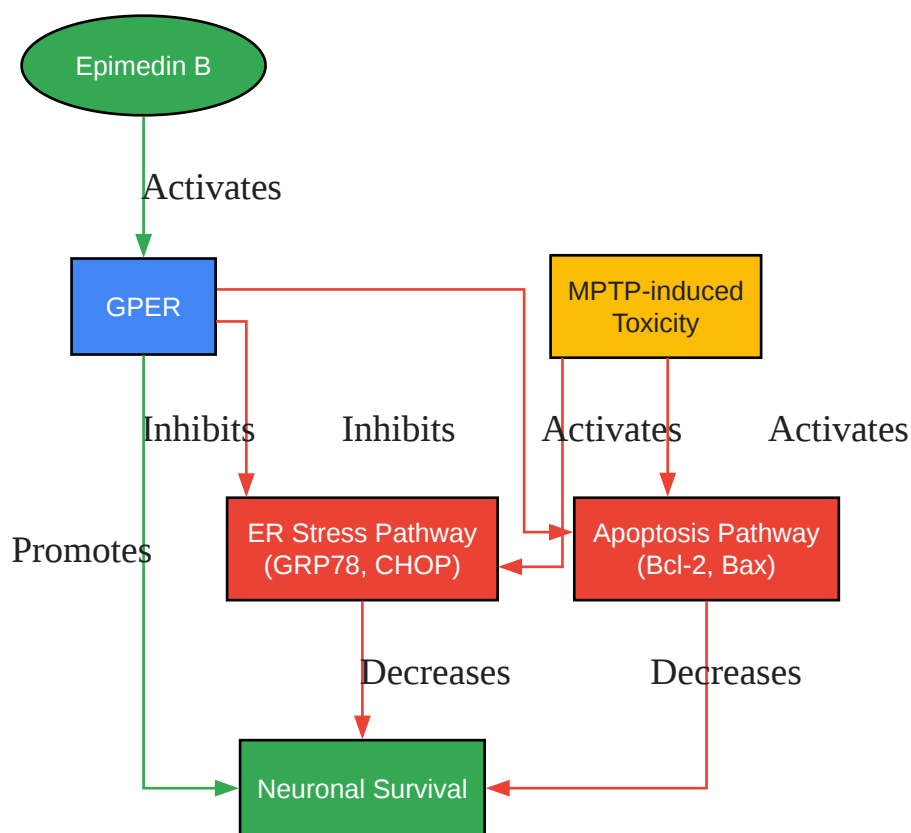 Epimedin B
Activates
GPER
MPTP-induced
Toxicity
Inhibits
Inhibits
Activates
Activates
ER Stress Pathway
(GRP78, CHOP)
Apoptosis Pathway
(Bcl-2, Bax)
Promotes
Decreases
Decreases
Neuronal Survival